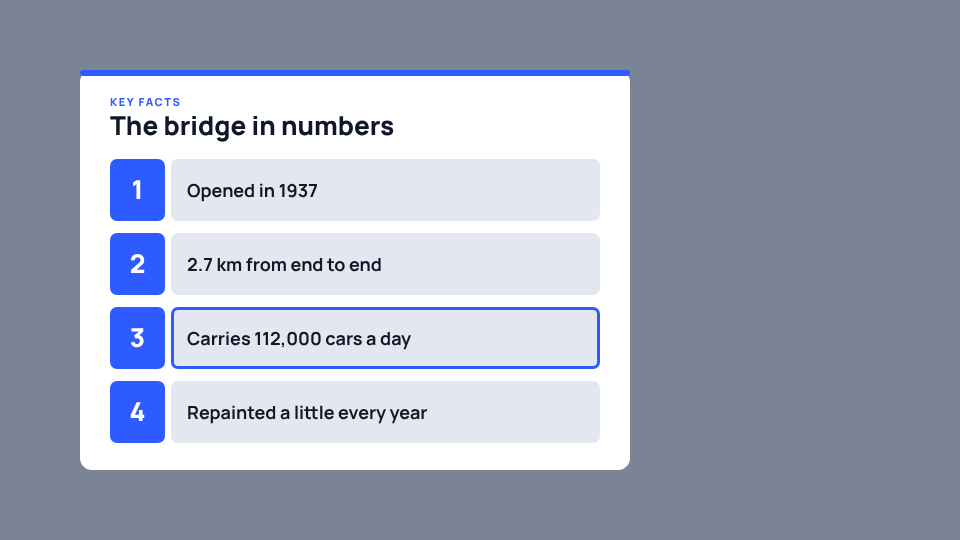 KEY FACTS
The bridge in numbers
1 Opened in 1937
2 2.7 km from end to end
3 Carries 112,000 cars a day
4 Repainted a little every year